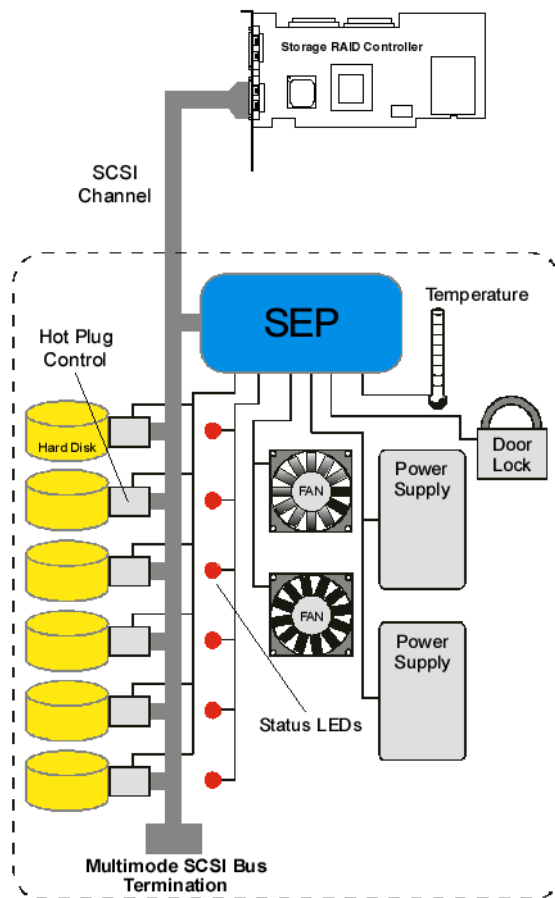 Storage RAID Controller
SCSI
Channel
SEP
Temperature
Hot Plug
Control
Hard Disk
Door
Lock
FAN
Power
Supply
FAN
Power
Supply
Status LEDs
Multimode SCSI Bus
Termination